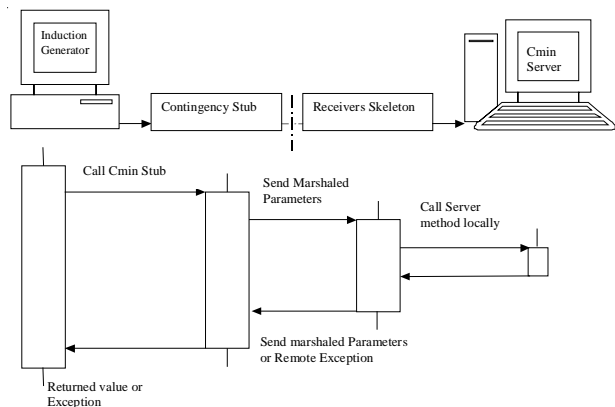 Induction
Generator
Cmin
Server
Contingency Stub
Receivers Skeleton
Call Cmin Stub
Send Marshaled
Parameters
Call Server
method locally
Send marshaled Parameters
or Remote Exception
Returned value or
Exception